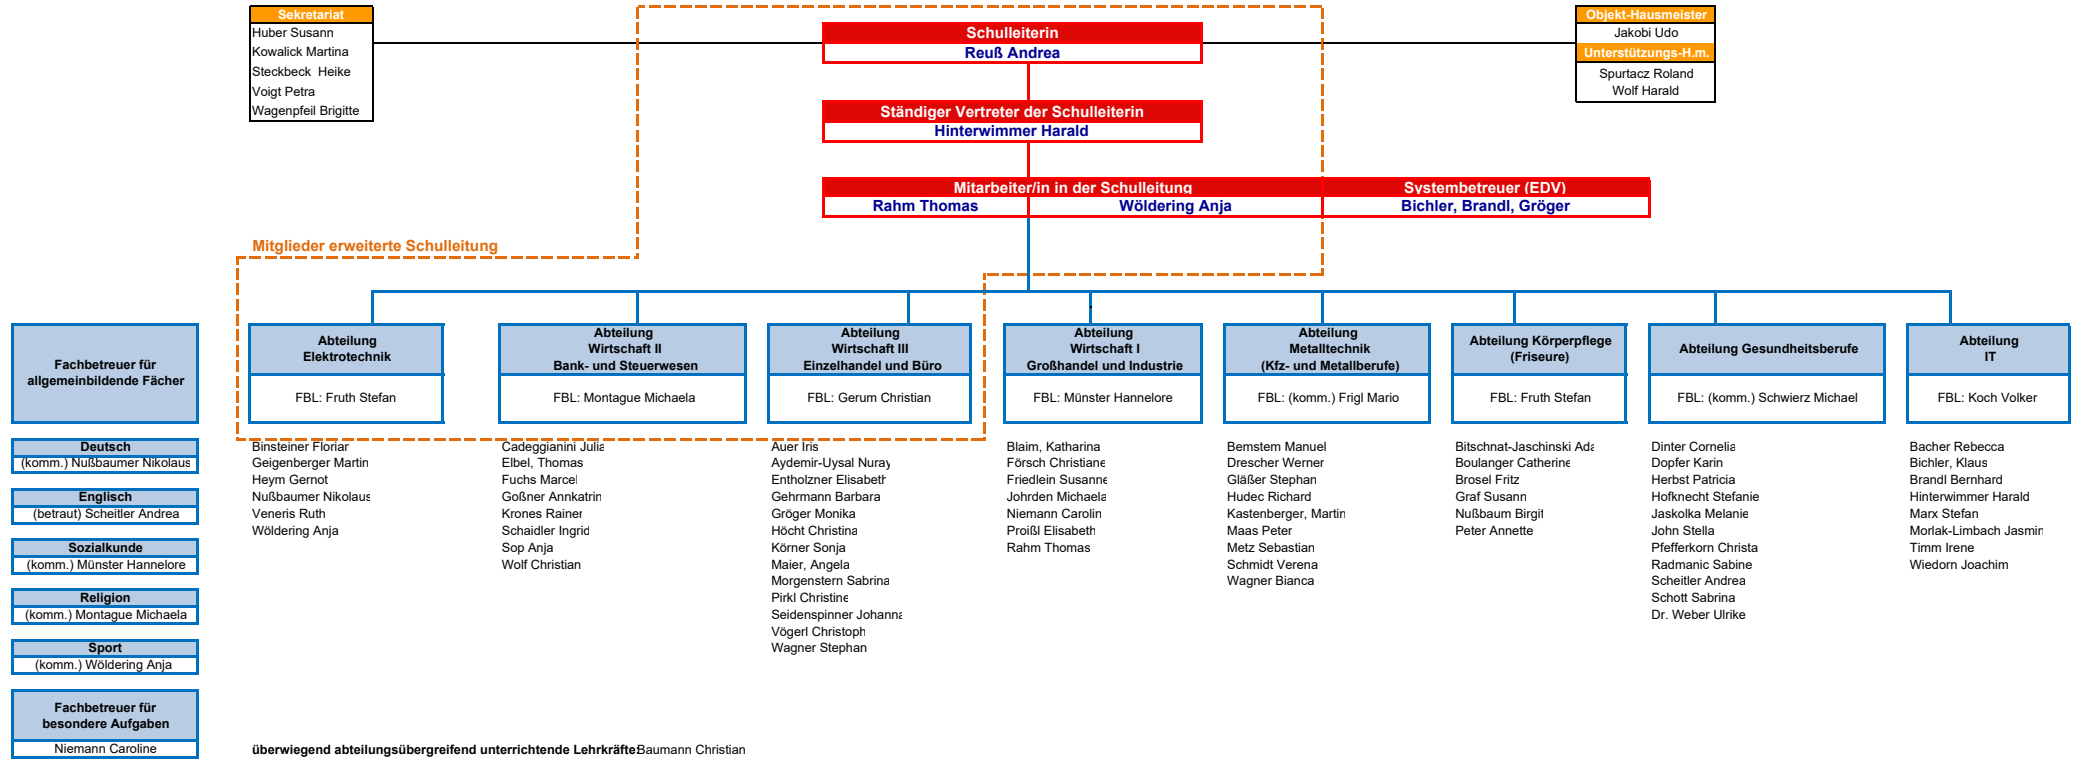 Sekretariat
Huber Susann
Kowalick Martina
Steckbeck  Heike
Voigt Petra
Wagenpfeil Brigitte
Schulleiterin
Reuß Andrea
Objekt-Hausmeister
Jakobi Udo
Unterstützungs-H.m.
Spurtacz Roland
Wolf Harald
Ständiger Vertreter der Schulleiterin
Hinterwimmer Harald
Mitarbeiter/in in der Schulleitung
Systembetreuer (EDV)
Rahm Thomas
Wöldering Anja
Bichler, Brandl, Gröger
Mitglieder erweiterte Schulleitung
Fachbetreuer für
allgemeinbildende Fächer
Deutsch
(komm.) Nußbaumer Nikolaus
Englisch
(betraut) Scheitler Andrea
Sozialkunde
(komm.) Münster Hannelore
Religion
(komm.) Montague Michaela
Sport
(komm.) Wöldering Anja
Fachbetreuer für
besondere Aufgaben
Niemann Caroline
Abteilung
Elektrotechnik
FBL: Fruth Stefan
Binsteiner Florian
Geigenberger Martin
Heym Gernot
Nußbaumer Nikolaus
Veneris Ruth
Wöldering Anja
Abteilung
Wirtschaft II
Bank- und Steuerwesen
FBL: Montague Michaela
Cadeggianini Julia
Elbel, Thomas
Fuchs Marcel
Goßner Annkatrin
Krones Rainer
Schaidler Ingrid
Sop Anja
Wolf Christian
Abteilung
Wirtschaft III
Einzelhandel und Büro
FBL: Gerum Christian
Auer Iris
Aydemir-Uysal Nuray
Entholzner Elisabeth
Gehrmann Barbara
Gröger Monika
Höcht Christina
Körner Sonja
Maier, Angela
Morgenstern Sabrina
Pirkl Christine
Seidenspinner Johanna
Vögerl Christoph
Wagner Stephan
Abteilung
Wirtschaft I
Großhandel und Industrie
FBL: Münster Hannelore
Blaim, Katharina
Försch Christiane
Friedlein Susanne
Johrden Michaela
Niemann Carolin
Proißl Elisabeth
Rahm Thomas
Abteilung
Metalltechnik
(Kfz- und Metallberufe)
FBL: (komm.) Frigl Mario
Bemstem Manuel
Drescher Werner
Gläßer Stephan
Hudec Richard
Kastenberger, Martin
Maas Peter
Metz Sebastian
Schmidt Verena
Wagner Bianca
Abteilung Körperpflege
(Friseure)
FBL: Fruth Stefan
Bitschnat-Jaschinski Ada
Boulanger Catherine
Brosel Fritz
Graf Susann
Nußbaum Birgit
Peter Annette
Abteilung Gesundheitsberufe
FBL: (komm.) Schwierz Michael
Dinter Cornelia
Dopfer Karin
Herbst Patricia
Hofknecht Stefanie
Jaskolka Melanie
John Stella
Pfefferkorn Christa
Radmanic Sabine
Scheitler Andrea
Schott Sabrina
Dr. Weber Ulrike
Abteilung
IT
FBL: Koch Volker
Bacher Rebecca
Bichler, Klaus
Brandl Bernhard
Hinterwimmer Harald
Marx Stefan
Morlak-Limbach Jasmin
Timm Irene
Wiedorn Joachim
überwiegend abteilungsübergreifend unterrichtende Lehrkräfte: Baumann Christian